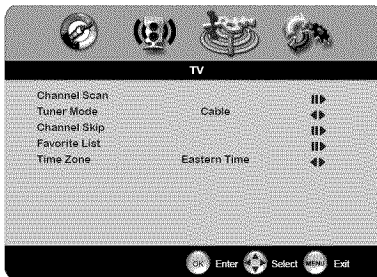 TV
Channel Scan
Tuner Mode Cable
Channel Skip
Favorite List
Time Zone Eastern Time
OK Enter Select MENU Exit